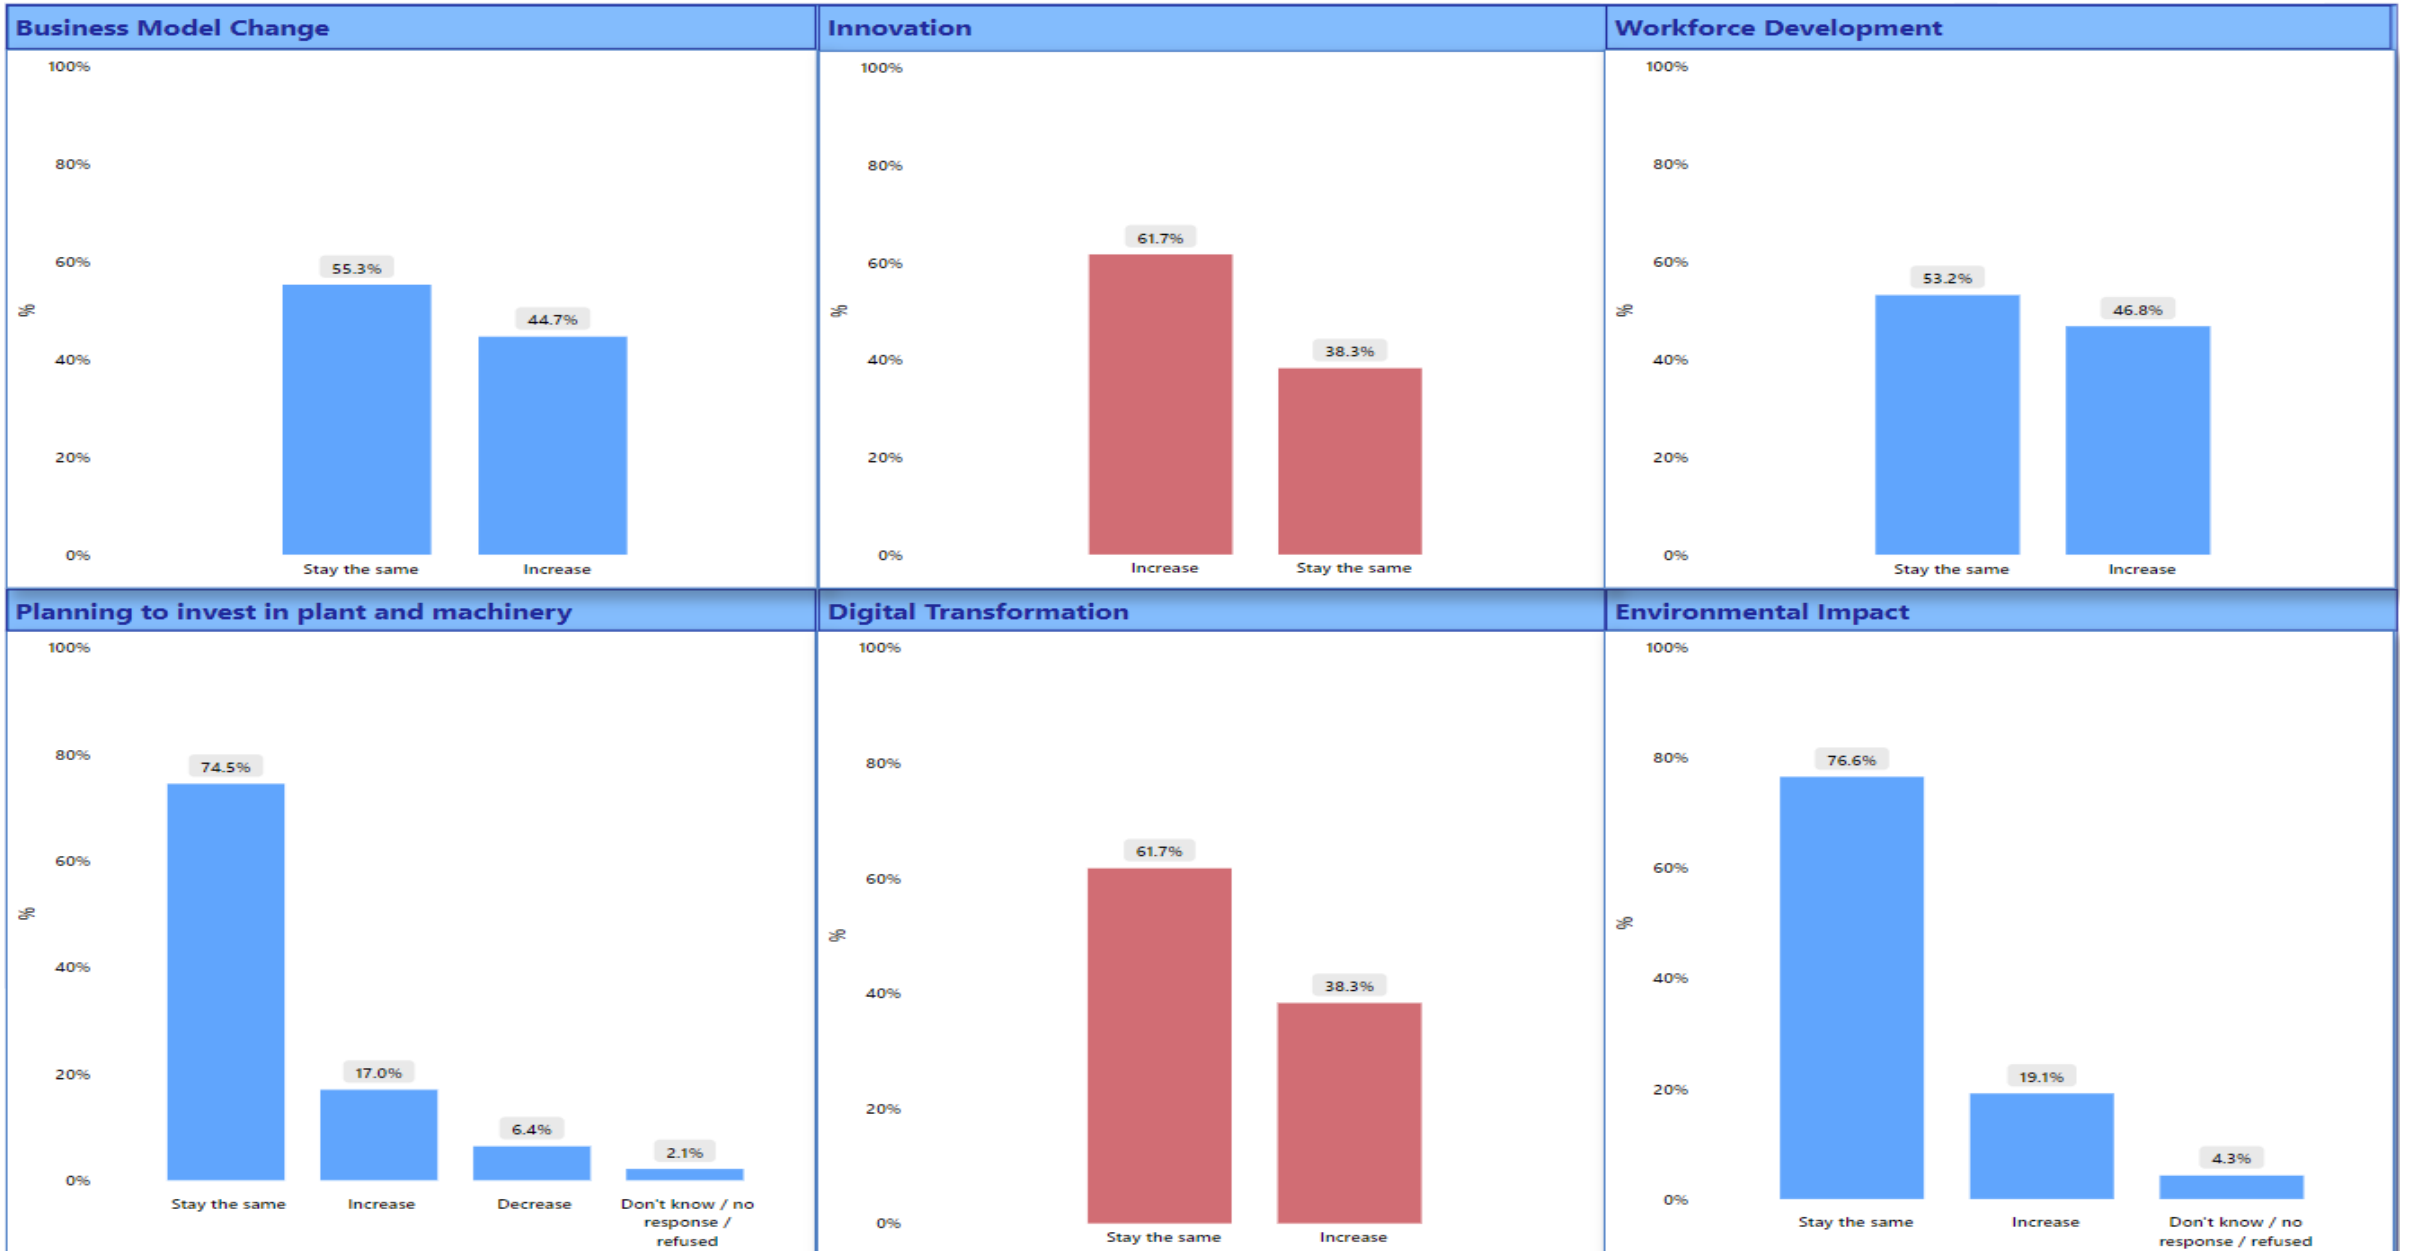 Business Model Change
100%
80%
60%
40%
20%
0%
%
55.3%
44.7%
Stay the same
Increase
Innovation
100%
80%
60%
40%
20%
0%
%
61.7%
38.3%
Increase
Stay the same
Workforce Development
100%
80%
60%
40%
20%
0%
%
53.2%
46.8%
Stay the same
Increase
Planning to invest in plant and machinery
100%
80%
60%
40%
20%
0%
%
74.5%
17.0%
6.4%
2.1%
Stay the same
Increase
Decrease
Don't know / no
response /
refused
Digital Transformation
100%
80%
60%
40%
20%
0%
%
61.7%
38.3%
Stay the same
Increase
Environmental Impact
100%
80%
60%
40%
20%
0%
%
76.6%
19.1%
4.3%
Stay the same
Increase
Don't know / no
response / refused